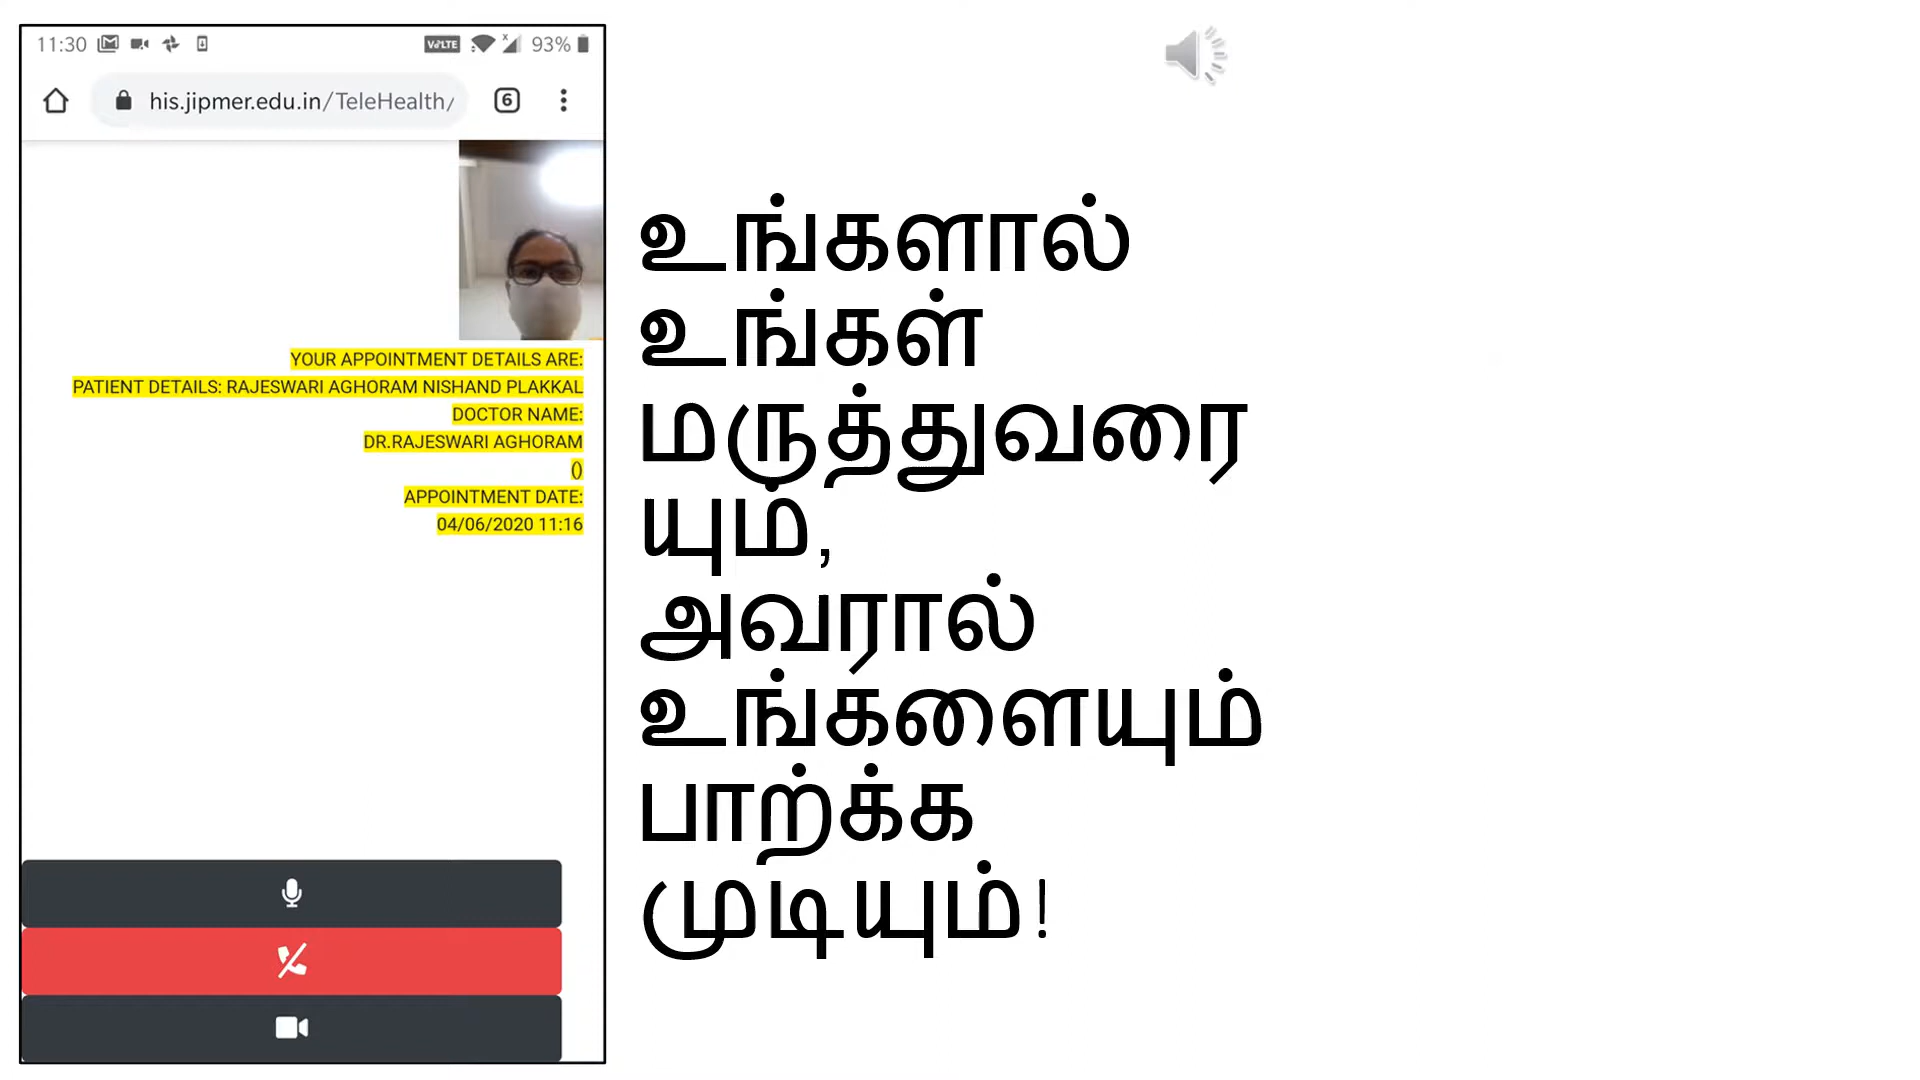 11:30
VoLTE
x
93%
his.jipmer.edu.in/TeleHealth/
6
YOUR APPOINTMENT DETAILS ARE:
PATIENT DETAILS: RAJESWARI AGHORAM NISHAND PLAKKAL
DOCTOR NAME:
DR.RAJESWARI AGHORAM
()
APPOINTMENT DATE:
04/06/2020 11:16
உங்களால்
உங்கள்
மருத்துவரை
யும்,
அவரால்
உங்களையும்
பாற்க்க
முடியும்!